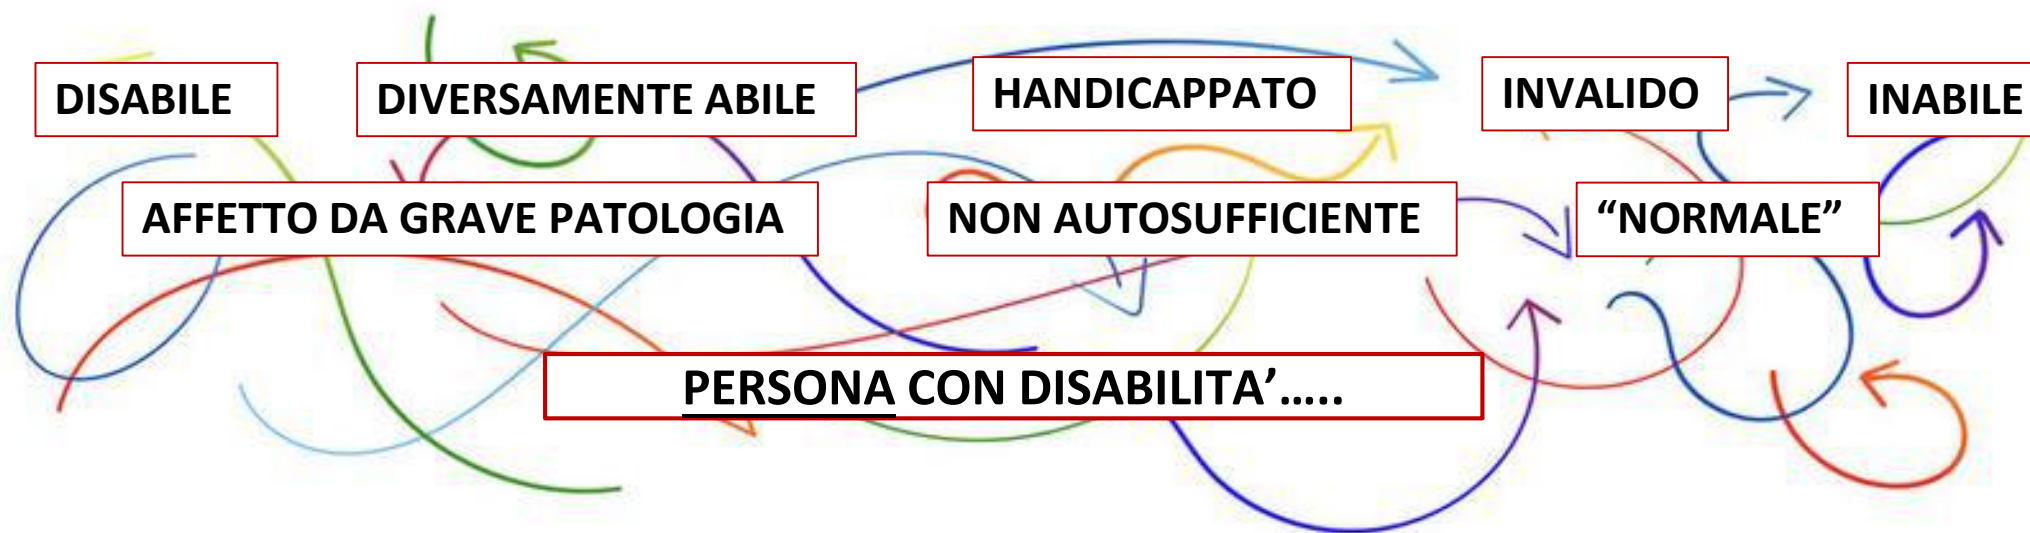 DISABILE
DIVERSAMENTE ABILE
HANDICAPPATO
INVALIDO
INABILE
AFFETTO DA GRAVE PATOLOGIA
NON AUTOSUFFICIENTE
“NORMALE”
PERSONA CON DISABILITA’.....